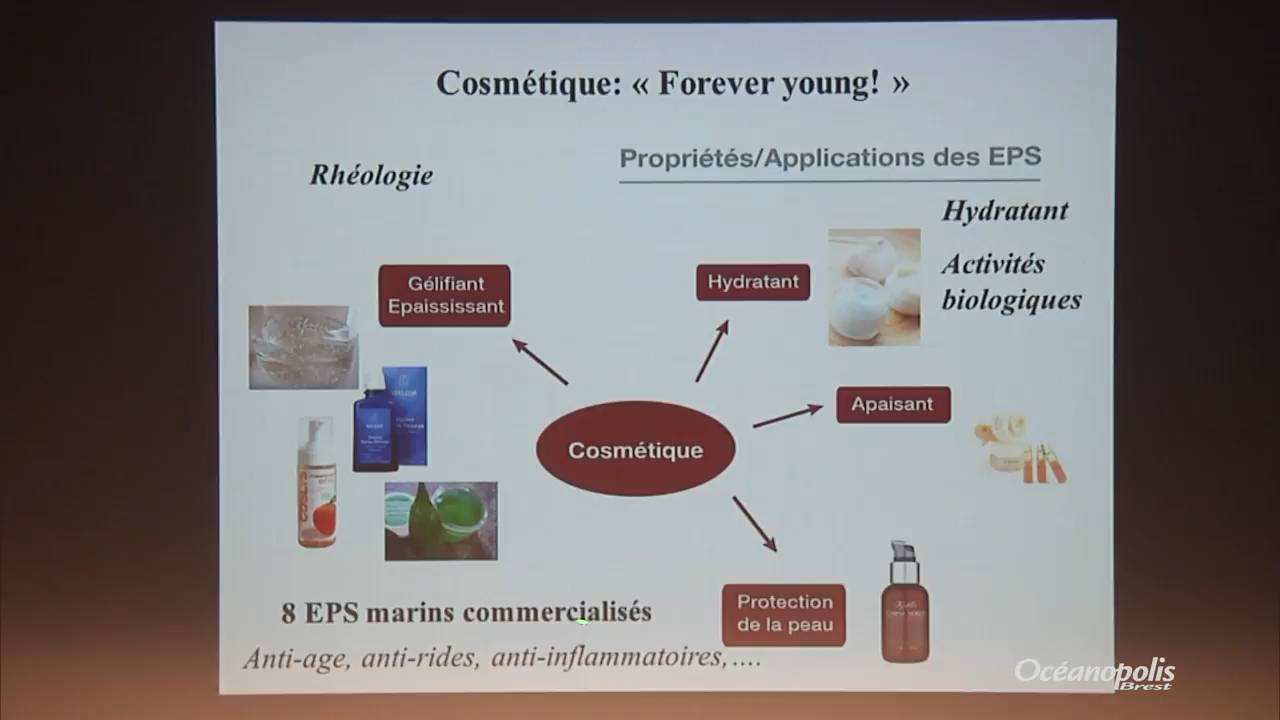 Cosmétique: « Forever young! »
Propriétés/Applications des EPS
Rhéologie
Hydratant
Activités
biologiques
Gélifiant
Epaississant
Hydratant
Apaisant
Cosmétique
COSLYS
Protection
de la peau
8 EPS marins commercialisés
Anti-age, anti-rides, anti-inflammatoires,....
Océanopolis
Brest